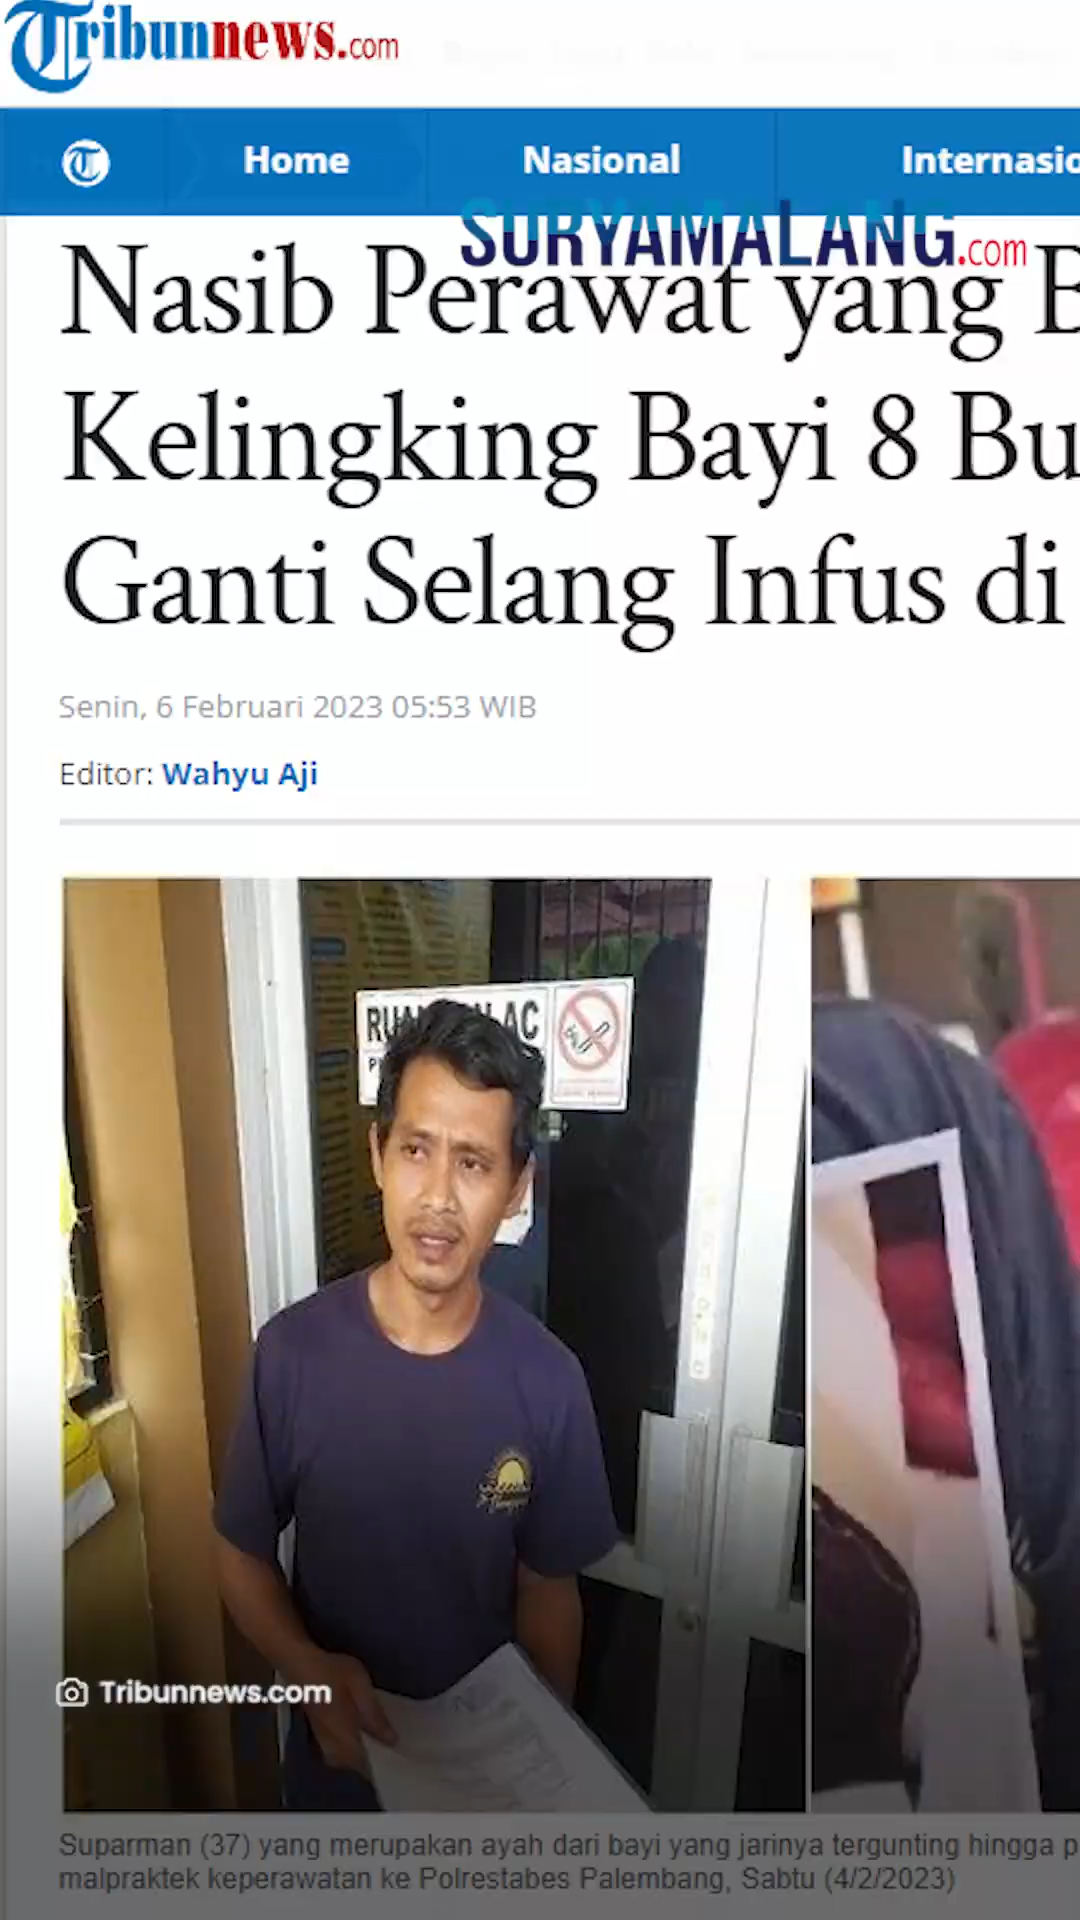 Tribunnews.com
Home Nasional
SURYAMALANG.com
Nasib Perawat yang
Kelingking Bayi 8
Ganti Selang Infus di
Senin, 6 Februari 2023 05:53 WIB
Editor: Wahyu Aji
AC
Tribunnews.com
Suparman (37) yang merupakan ayah dari bayi yang jarinya tergunting hingga
malpraktek keperawatan ke Polrestabes Palembang, Sabtu (4/2/2023)